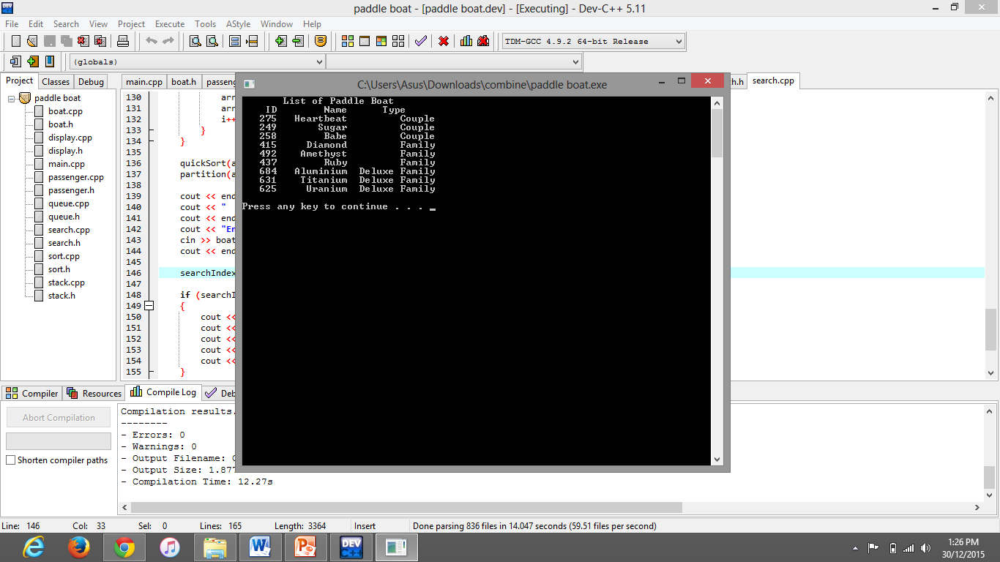 paddle boat - [paddle boat.dev] - [Executing] - Dev-C++ 5.11
File Edit Search View Project Execute Tools AStyle Window Help
TDM-GCC 4.9.2 64-bit Release
(globals)
Project Classes Debug
main.cpp boat.h search.cpp
C:\Users\Asus\Downloads\combine\paddle boat.exe
paddle boat
boat.cpp
boat.h
display.cpp
display.h
main.cpp
passenger.cpp
passenger.h
queue.cpp
queue.h
search.cpp
search.h
sort.cpp
sort.h
stack.cpp
stack.h
130 arr
131 arr
132 i++
133 }
134 }
135
136 quickSort(a
137 partition(a
138
139 cout << end
140 cout << "
141 cout << end
142 cout << "En
143 cin >> boat
144 cout << end
145
146 searchIndex
147
148 if (searchI
149 {
150 cout <<
151 cout <<
152 cout <<
153 cout <<
154 cout <<
155 }
List of Paddle Boat
ID Name Type
275 Heartbeat Couple
249 Sugar Couple
258 Babe Couple
415 Diamond Family
492 Amethyst Family
437 Ruby Family
684 Aluminium Deluxe Family
631 Titanium Deluxe Family
625 Uranium Deluxe Family
Press any key to continue . . . _
Compiler Resources Compile Log
Abort Compilation
Shorten compiler paths
Compilation results.
--------
- Errors: 0
- Warnings: 0
- Output Filename:
- Output Size: 1.877
- Compilation Time: 12.27s
Line: 146 Col: 33 Sel: 0 Lines: 165 Length: 3364 Insert Done parsing 836 files in 14.047 seconds (59.51 files per second)
1:26 PM
30/12/2015